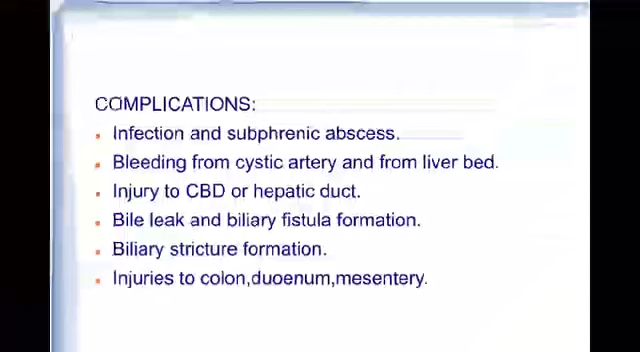 COMPLICATIONS:
• Infection and subphrenic abscess.
• Bleeding from cystic artery and from liver bed.
• Injury to CBD or hepatic duct.
• Bile leak and biliary fistula formation.
• Biliary stricture formation.
• Injuries to colon,duoenum,mesentery.